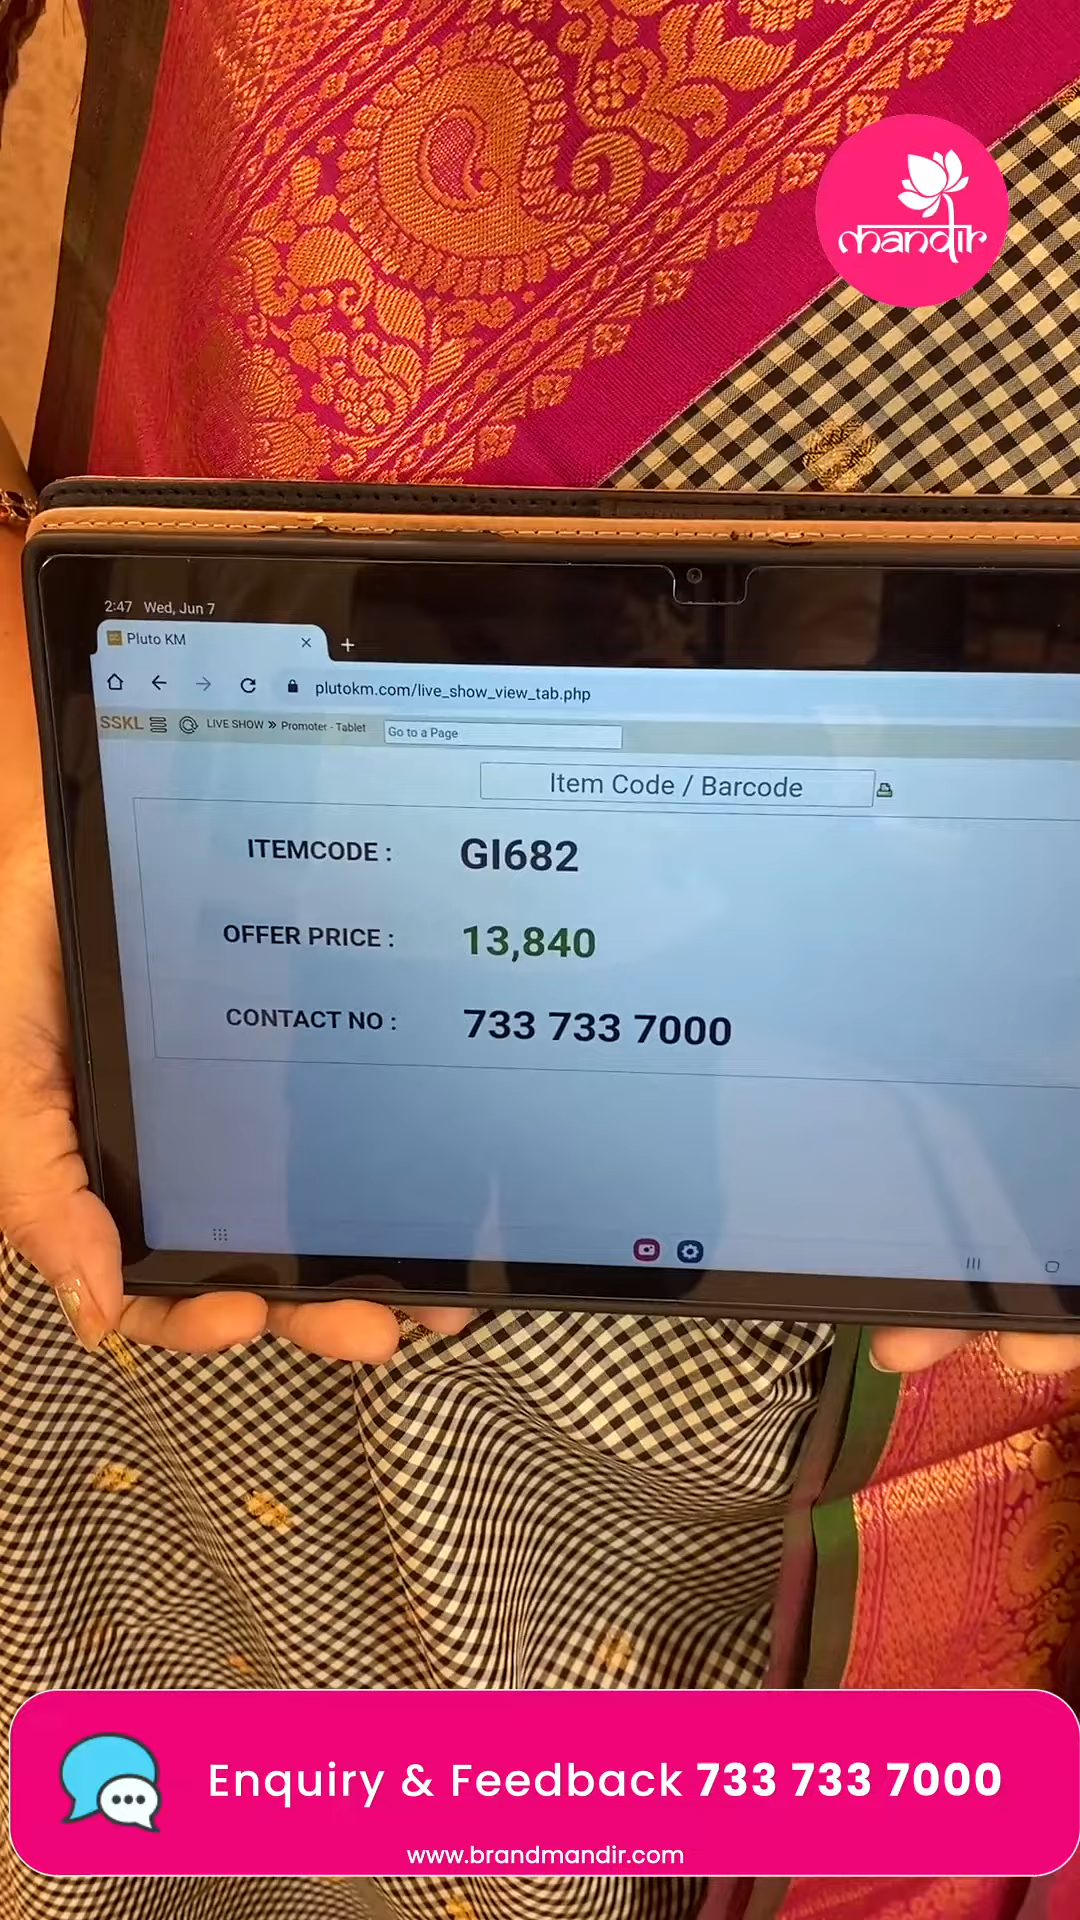 mandir
2:47 Wed, Jun 7
Pluto KM
plutokm.com/live_show_view_tab.php
SSKL LIVE SHOW » Promoter - Tablet Go to a Page
Item Code / Barcode
ITEMCODE : GI682
OFFER PRICE : 13,840
CONTACT NO : 733 733 7000
Enquiry & Feedback 733 733 7000
www.brandmandir.com